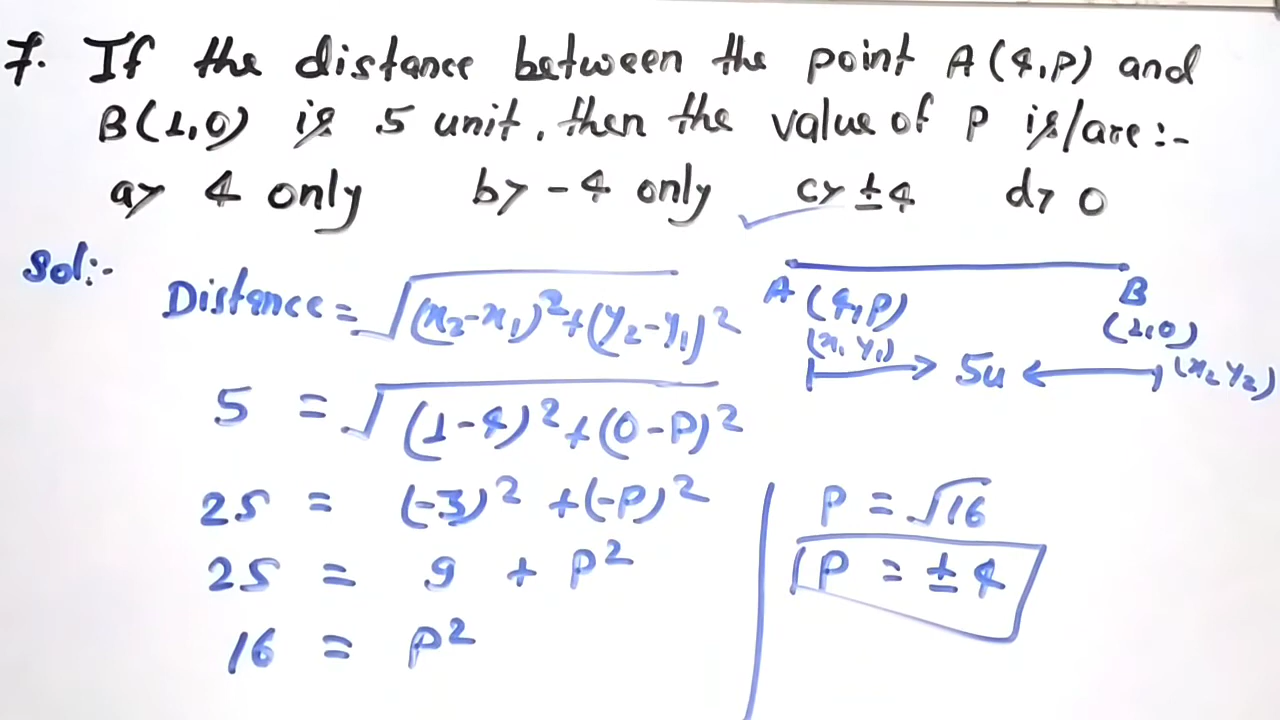 7. If the distance between the point A(4,p) and
B(1,0) is 5 unit, then the value of p is/are :-
a> 4 only b> -4 only c> ±4 d> 0
Sol:-
Distance = √(x₂-x₁)²+(y₂-y₁)²
A B
(4,p) (1,0)
(x₁ y₁) 5u (x₂ y₂)
5 = √(1-4)²+(0-p)²
25 = (-3)² +(-p)²
25 = 9 + p²
16 = p²
p = √16
p = ±4